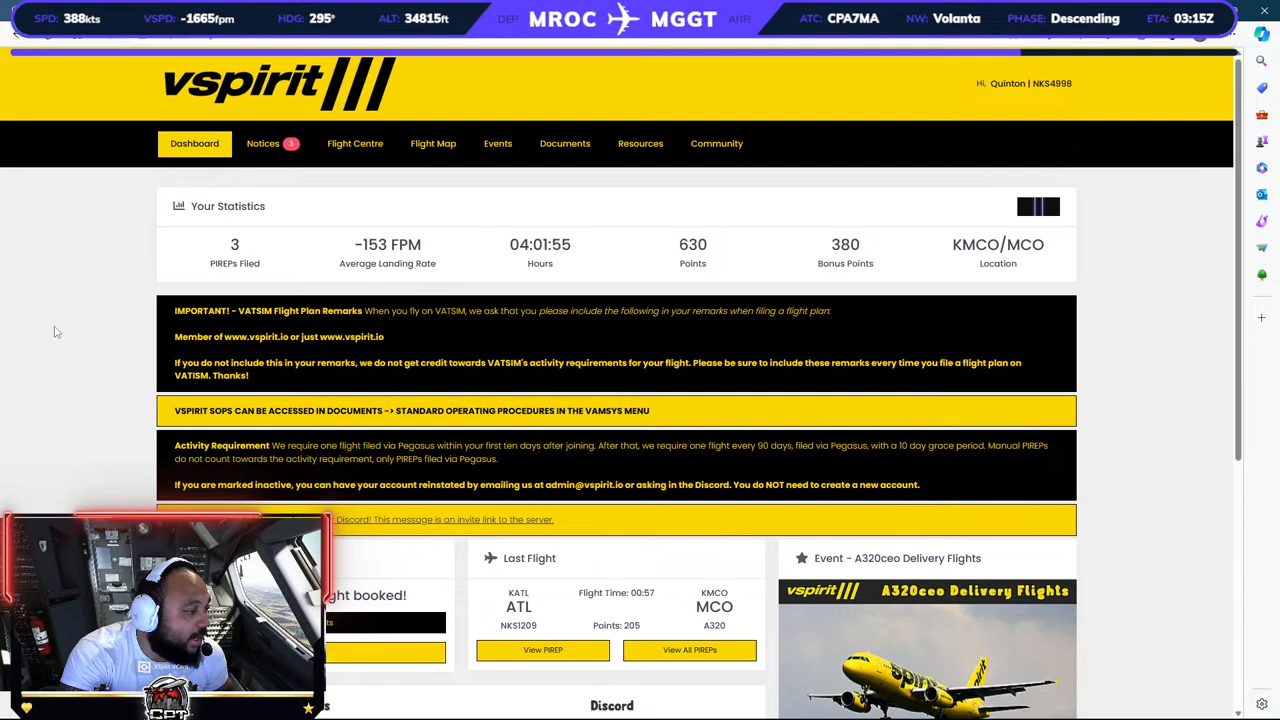 SPD: 388kts VSPD: -1665fpm HDG: 295° ALT: 34815ft DEP MROC MGGT ARR ATC: CPA7MA NW: Volanta PHASE: Descending ETA: 03:15Z
vspirit
Hi, Quinton | NKS4998
Dashboard Notices 3 Flight Centre Flight Map Events Documents Resources Community
Your Statistics
3 -153 FPM 04:01:55 630 380 KMCO/MCO
PIREPs Filed Average Landing Rate Hours Points Bonus Points Location
IMPORTANT! - VATSIM Flight Plan Remarks When you fly on VATSIM, we ask that you please include the following in your remarks when filing a flight plan:
Member of www.vspirit.io or just www.vspirit.io
If you do not include this in your remarks, we do not get credit towards VATSIM's activity requirements for your flight. Please be sure to include these remarks every time you file a flight plan on
VATISM. Thanks!
VSPIRIT SOPS CAN BE ACCESSED IN DOCUMENTS -> STANDARD OPERATING PROCEDURES IN THE VAMSYS MENU
Activity Requirement We require one flight filed via Pegasus within your first ten days after joining. After that, we require one flight every 90 days, filed via Pegasus, with a 10 day grace period. Manual PIREPs
do not count towards the activity requirement, only PIREPs filed via Pegasus.
If you are marked inactive, you can have your account reinstated by emailing us at admin@vspirit.io or asking in the Discord. You do NOT need to create a new account.
Discord! This message is an invite link to the server.
Last Flight
Event - A320ceo Delivery Flights
ght booked!
KATL Flight Time: 00:57 KMCO
ATL MCO
NKS1209 Points: 205 A320
View PIREP View All PIREPs
vspirit A320ceo Delivery Flights
spirit
XSplit VCam
CPT
Discord